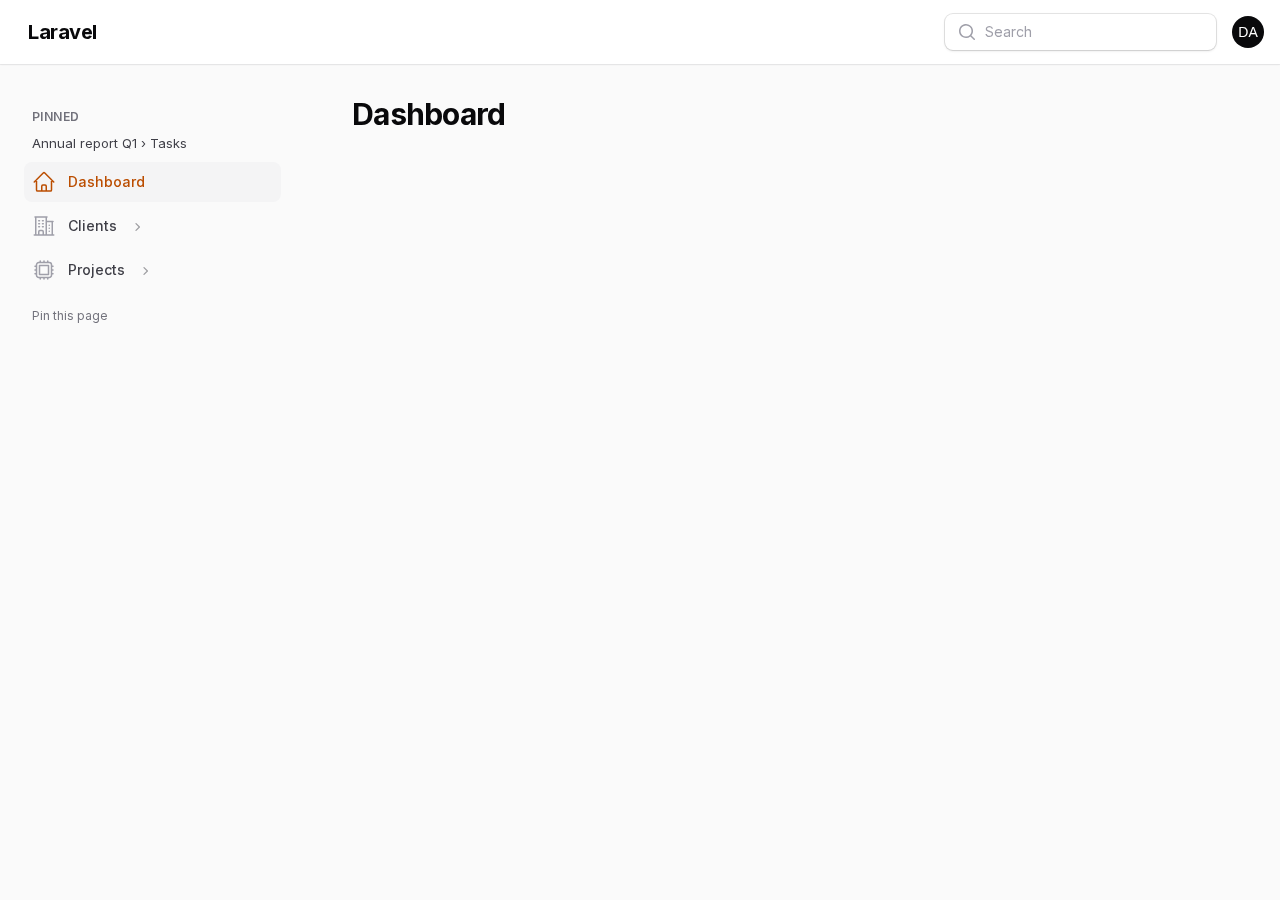 Laravel
Search
DA
PINNED
Annual report Q1 › Tasks
Dashboard
Clients
Projects
Pin this page
Dashboard